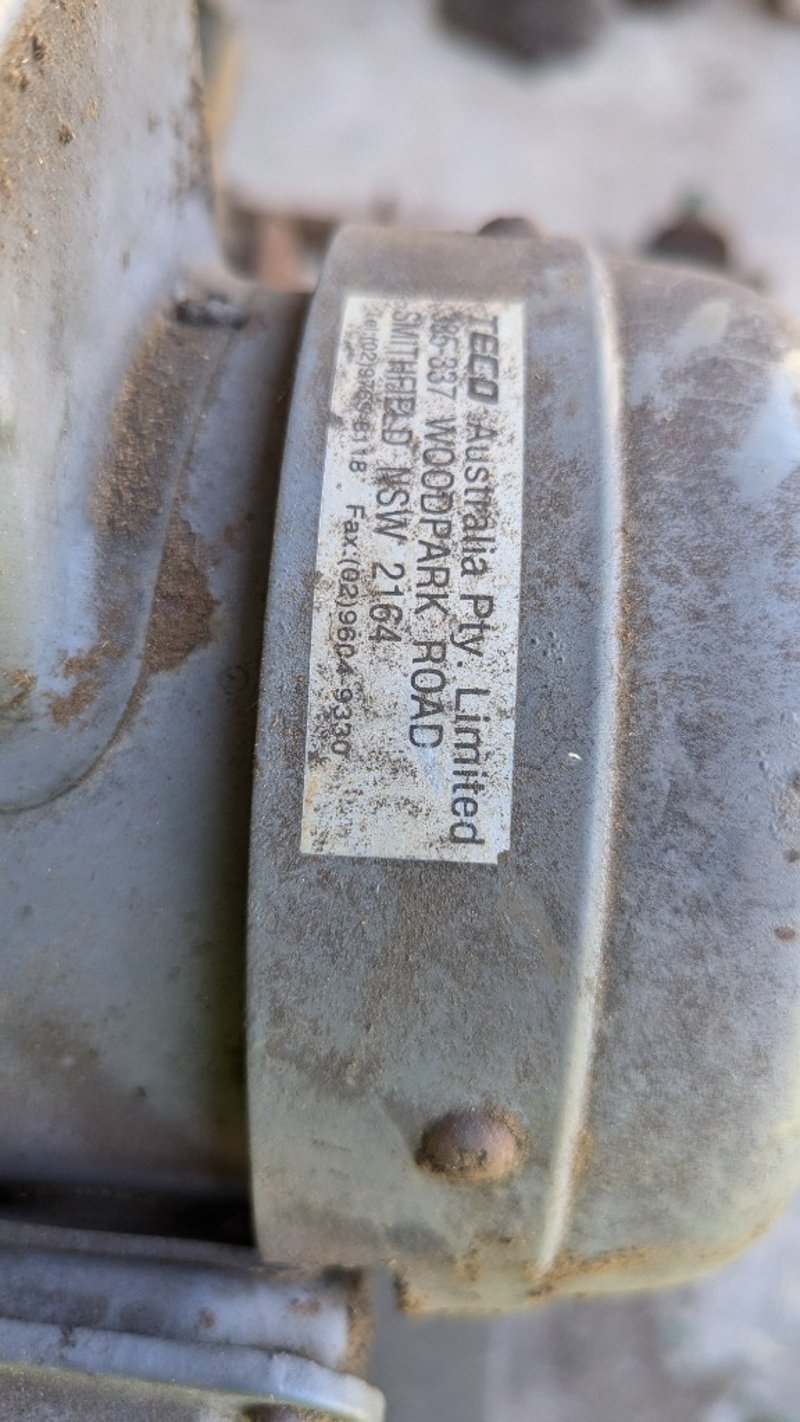 TECO Australia Pty. Limited
335-337 WOODPARK ROAD
SMITHFIELD NSW 2164
Fax:(02)9604 9330